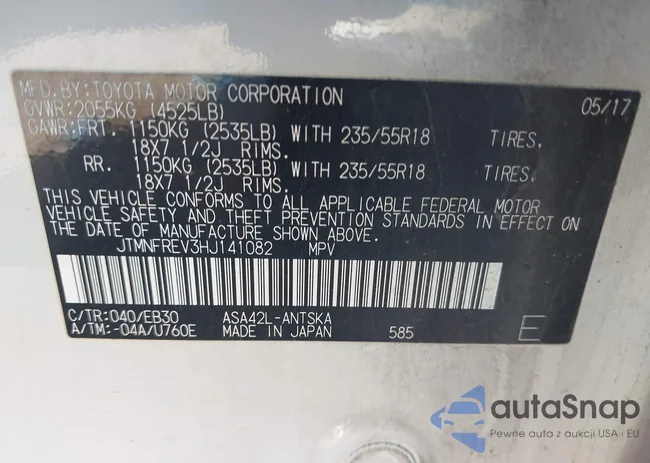 MFD.BY:TOYOTA MOTOR CORPORATION 05/17
GVWR:2055KG (4525LB)
GAWR:FRT. 1150KG (2535LB) WITH 235/55R18 TIRES.
18X7 1/2J RIMS.
RR. 1150KG (2535LB) WITH 235/55R18 TIRES.
18X7 1/2J RIMS.
THIS VEHICLE CONFORMS TO ALL APPLICABLE FEDERAL MOTOR
VEHICLE SAFETY AND THEFT PREVENTION STANDARDS IN EFFECT ON
THE DATE OF MANUFACTURE SHOWN ABOVE.
JTMNFREV3HJ141082 MPV
C/TR:040/EB30 ASA42L-ANTSKA
A/TM:-04A/U760E MADE IN JAPAN 585 E
autaSnap
Pewne auta z aukcji USA i EU